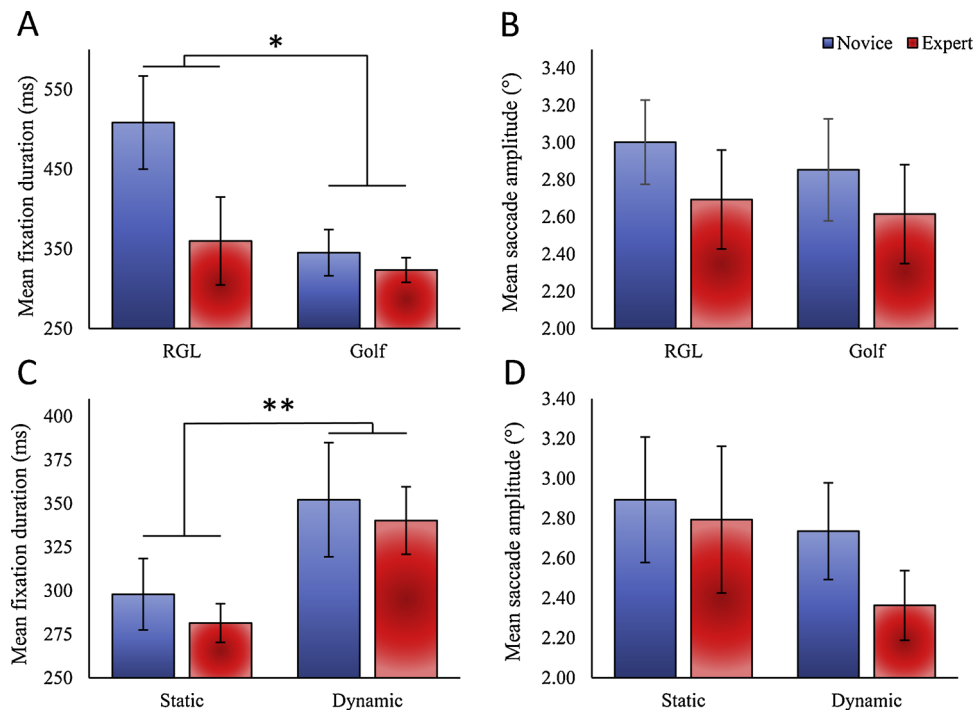 A
Mean fixation duration (ms)
550
450
350
250
*
RGL
Golf
B
Novice
Expert
Mean saccade amplitude (°)
3.40
3.20
3.00
2.80
2.60
2.40
2.20
2.00
RGL
Golf
C
Mean fixation duration (ms)
400
375
350
325
300
275
250
**
Static
Dynamic
D
Mean saccade amplitude (°)
3.40
3.20
3.00
2.80
2.60
2.40
2.20
2.00
Static
Dynamic